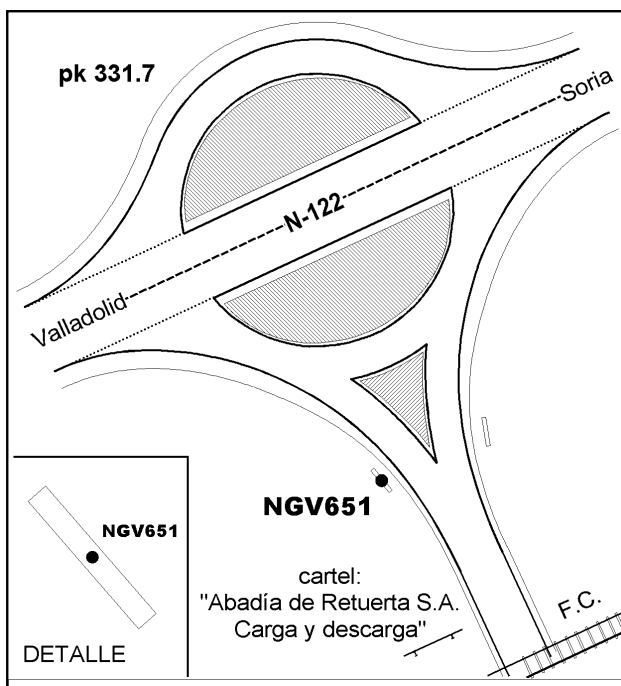 pk 331.7
Soria
N-122
Valladolid
NGV651
NGV651
cartel:
"Abadía de Retuerta S.A.
Carga y descarga"
F.C.
DETALLE